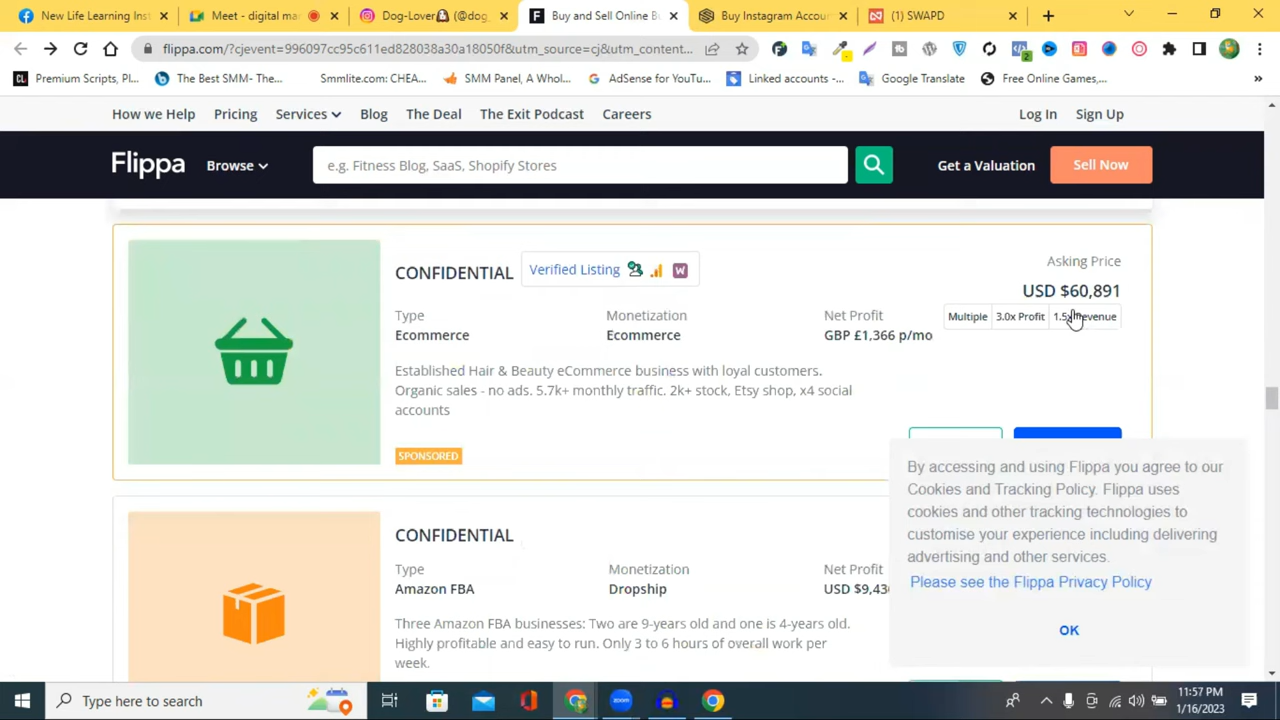 New Life Learning Inst
Meet - digital mar
Dog-Lover (@dog_
Buy and Sell Online Bu
Buy Instagram Accoun
(1) SWAPD
flippa.com/?cjevent=996097cc95c611ed828038a30a18050f&utm_source=cj&utm_content...
Premium Scripts, Pl...
The Best SMM- The...
Smmlite.com: CHEA...
SMM Panel, A Whol...
AdSense for YouTu...
Linked accounts -...
Google Translate
Free Online Games,...
How we Help
Pricing
Services
Blog
The Deal
The Exit Podcast
Careers
Log In
Sign Up
Flippa
Browse
e.g. Fitness Blog, SaaS, Shopify Stores
Get a Valuation
Sell Now
CONFIDENTIAL
Verified Listing
Asking Price
USD $60,891
Multiple
3.0x Profit
Type
Ecommerce
Monetization
Ecommerce
Net Profit
GBP £1,366 p/mo
Established Hair & Beauty eCommerce business with loyal customers.
Organic sales - no ads. 5.7k+ monthly traffic. 2k+ stock, Etsy shop, x4 social
accounts
SPONSORED
CONFIDENTIAL
Type
Amazon FBA
Monetization
Dropship
Net Profit
USD $9,43
Three Amazon FBA businesses: Two are 9-years old and one is 4-years old.
Highly profitable and easy to run. Only 3 to 6 hours of overall work per
week.
By accessing and using Flippa you agree to our
Cookies and Tracking Policy. Flippa uses
cookies and other tracking technologies to
customise your experience including delivering
advertising and other services.
Please see the Flippa Privacy Policy
OK
Type here to search
11:57 PM
1/16/2023